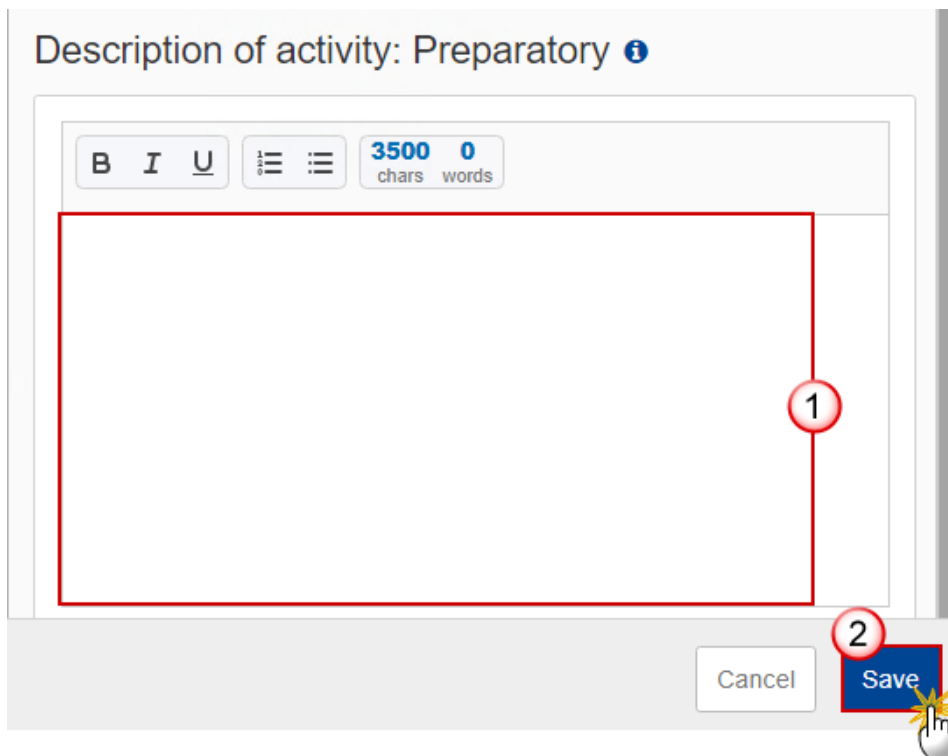 Description of activity: Preparatory
B I U 3500 chars 0 words
1
2
Cancel Save